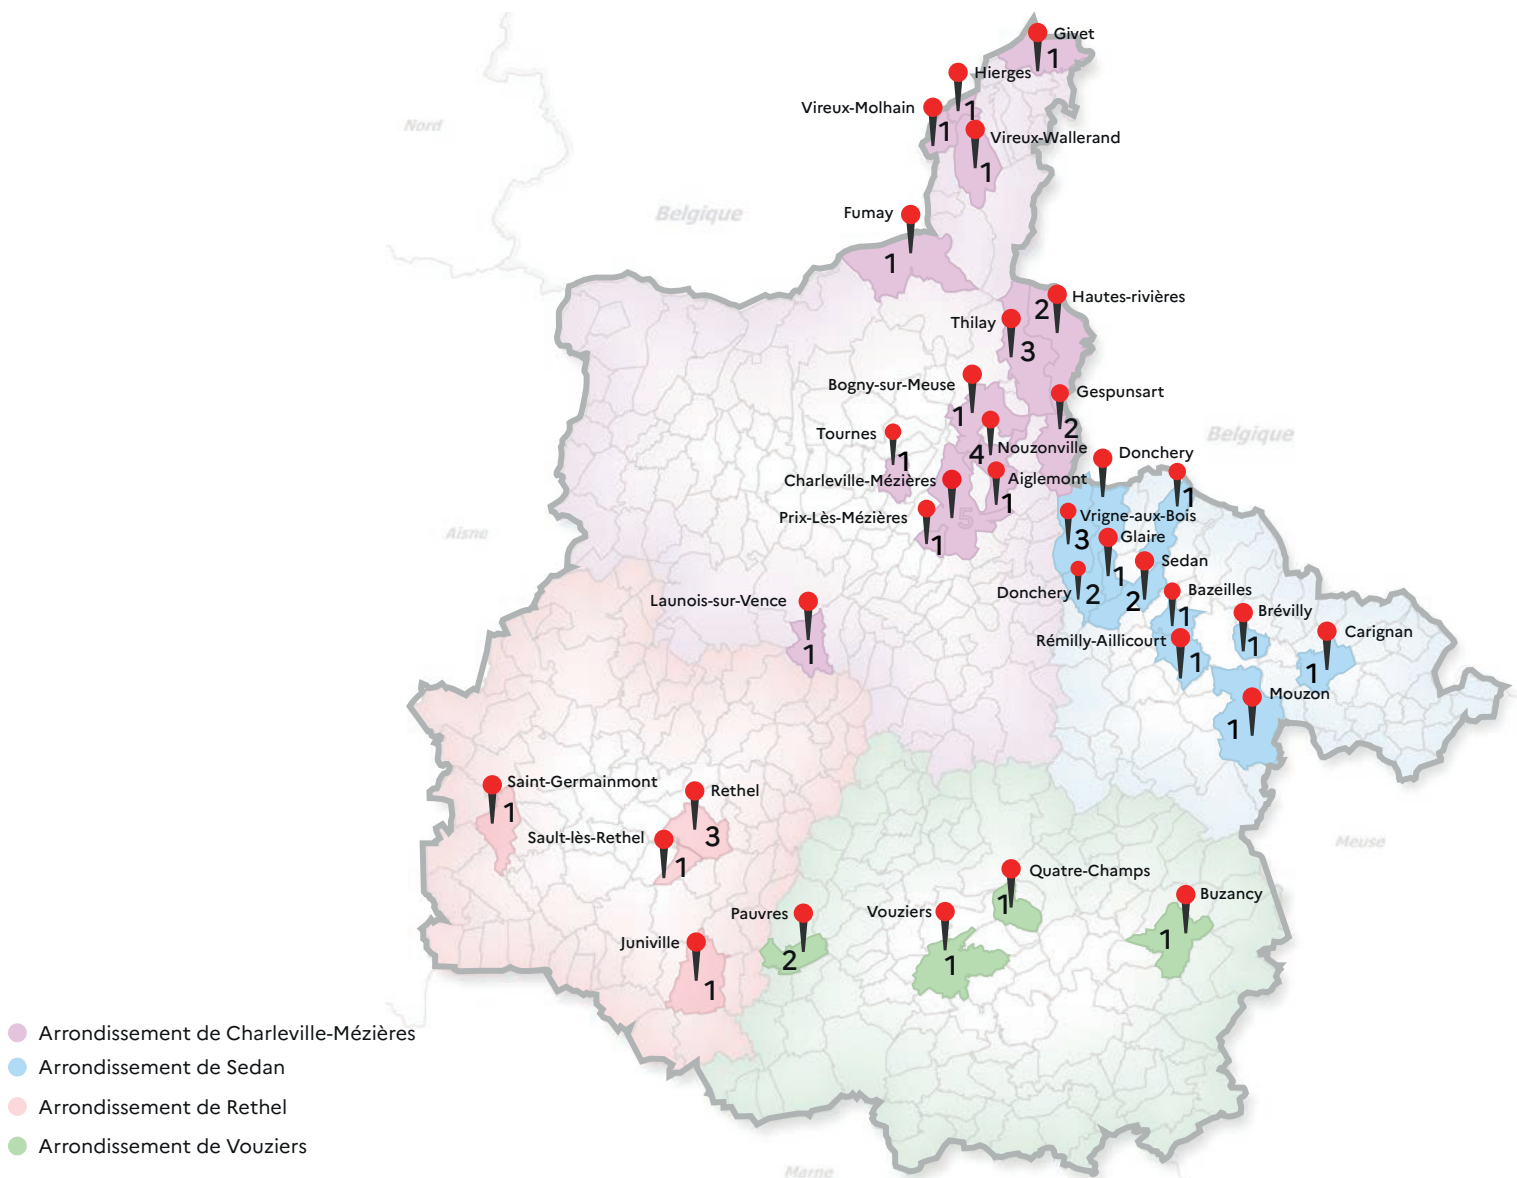 Givet
1
Hierges
1
Vireux-Molhain
1
Vireux-Wallerand
1
Nord
Belgique
Fumay
1
Hautes-rivières
2
Thilay
3
Bogny-sur-Meuse
1
Gespunsart
2
Tournes
1
Nouzonville
4
Belgique
Donchery
1
Charleville-Mézières
5
Aiglemont
1
Prix-Lès-Mézières
1
Vrigne-aux-Bois
3
Aisne
Glaire
1
Sedan
2
Donchery
2
Bazeilles
1
Launois-sur-Vence
1
Brévilly
1
Carignan
1
Rémilly-Aillicourt
1
Mouzon
1
Saint-Germainmont
1
Rethel
3
Sault-lès-Rethel
1
Meuse
Quatre-Champs
1
Buzancy
1
Pauvres
2
Vouziers
1
Juniville
1
Arrondissement de Charleville-Mézières
Arrondissement de Sedan
Arrondissement de Rethel
Arrondissement de Vouziers
Marne